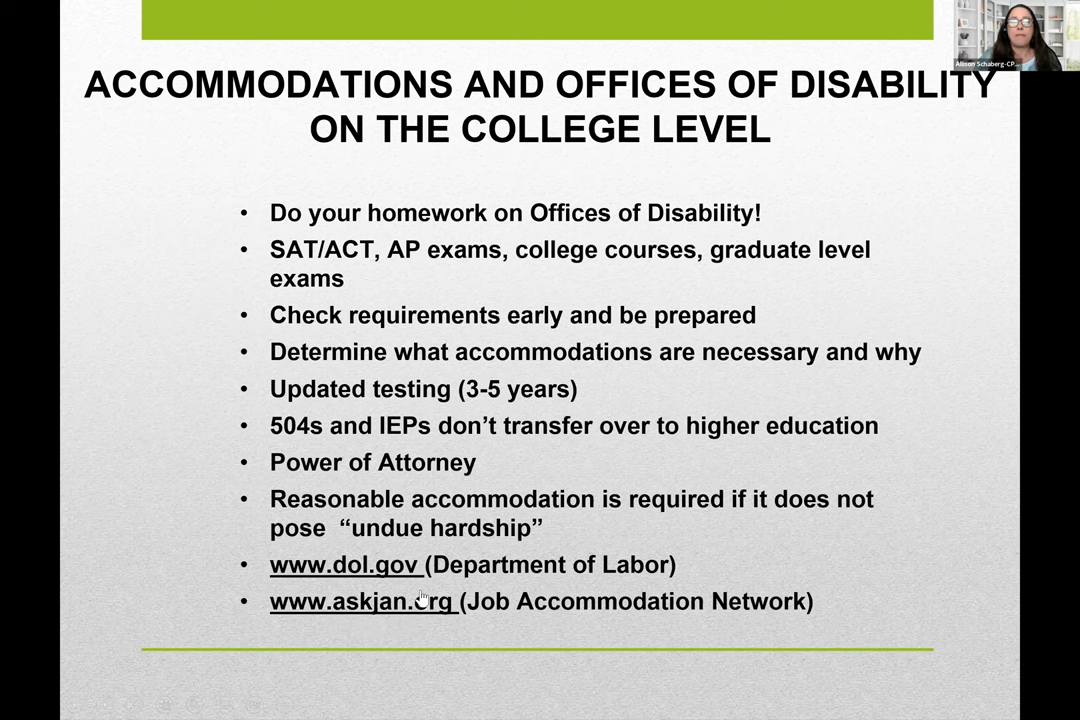 ACCOMMODATIONS AND OFFICES OF DISABILITY
ON THE COLLEGE LEVEL
Allison Schaberg-CP...
• Do your homework on Offices of Disability!
• SAT/ACT, AP exams, college courses, graduate level
exams
• Check requirements early and be prepared
• Determine what accommodations are necessary and why
• Updated testing (3-5 years)
• 504s and IEPs don’t transfer over to higher education
• Power of Attorney
• Reasonable accommodation is required if it does not
pose “undue hardship”
• www.dol.gov (Department of Labor)
• www.askjan.org (Job Accommodation Network)